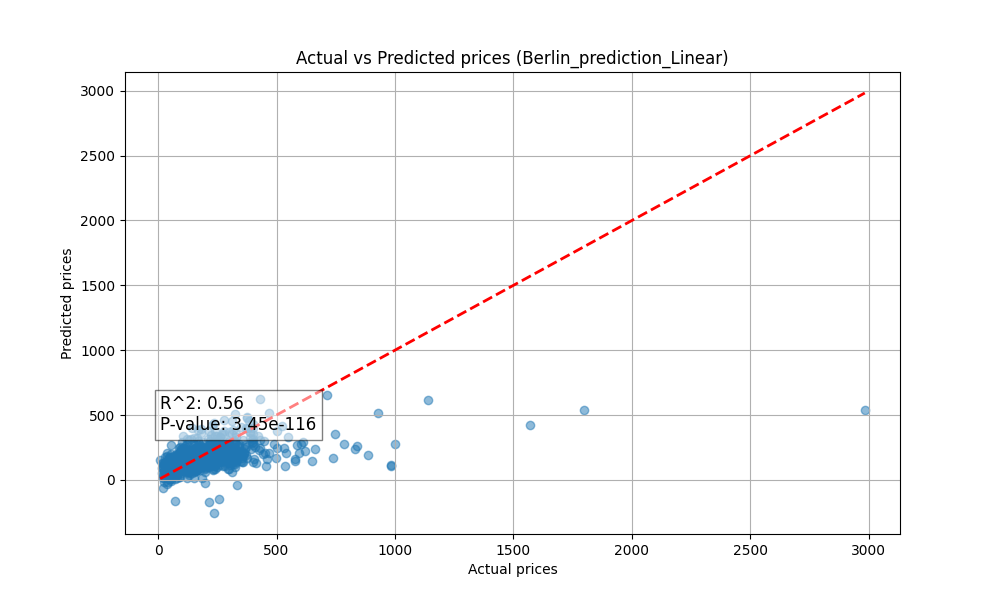 Actual vs Predicted prices (Berlin_prediction_Linear)
Predicted prices
3000
2500
2000
1500
1000
500
0
R^2: 0.56
P-value: 3.45e-116
0 500 1000 1500 2000 2500 3000
Actual prices